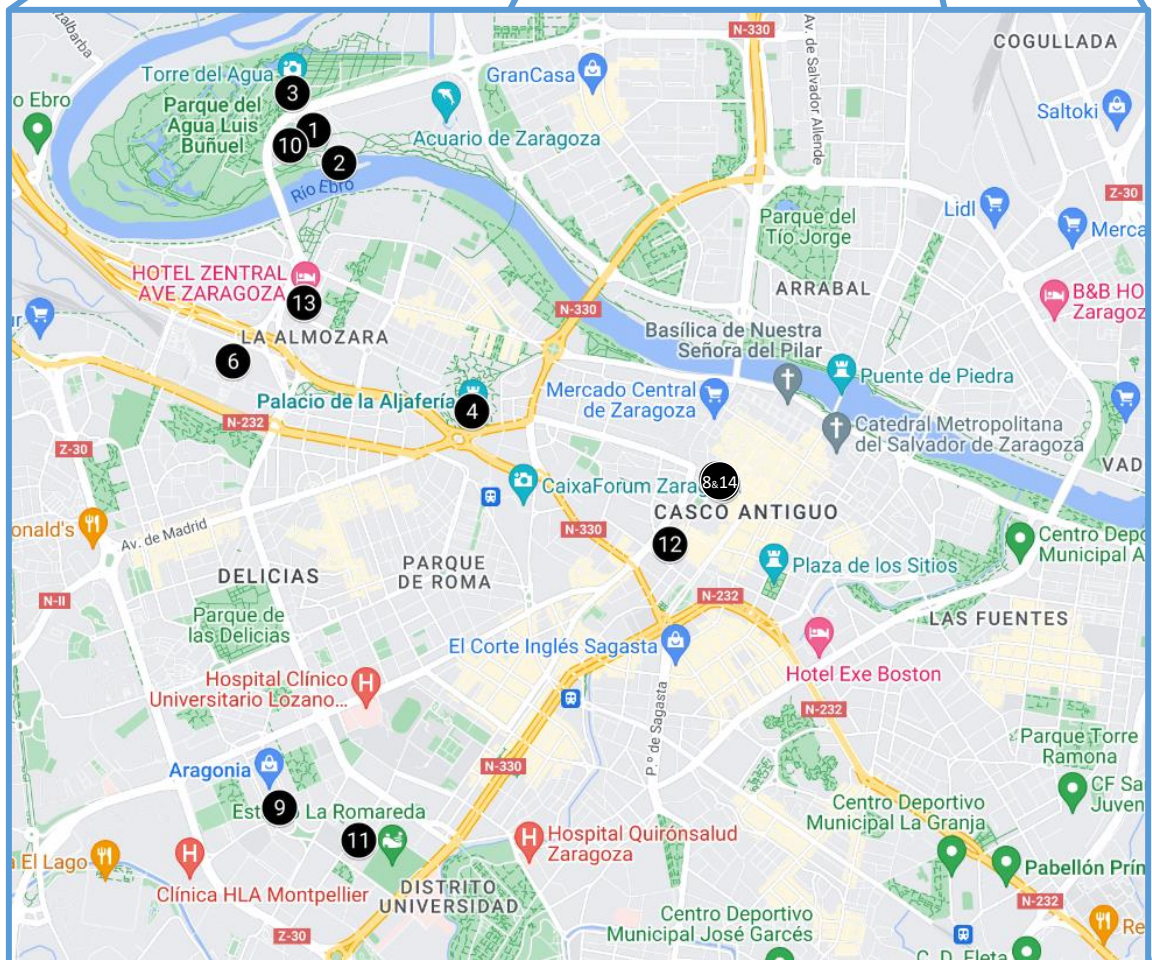 N-330
COGULLADA
Av. de Salvador Allende
Torre del Agua
GranCasa
o Ebro
3
Parque del
Agua Luis
Buñuel
Saltoki
1
10
Acuario de Zaragoza
2
Río Ebro
Z-30
Lidl
Parque del
Tío Jorge
Merca
HOTEL ZENTRAL
AVE ZARAGOZA
ARRABAL
B&B HO
Zaragoz
13
N-330
Basílica de Nuestra
Señora del Pilar
LA ALMOZARA
6
Puente de Piedra
Mercado Central
de Zaragoza
Palacio de la Aljafería
4
N-232
Catedral Metropolitana
del Salvador de Zaragoza
Z-30
VAD
8&14
CaixaForum
CASCO ANTIGUO
onald's
Av. de Madrid
N-330
12
Centro Depo
Municipal A
PARQUE
DE ROMA
Plaza de los Sitios
DELICIAS
N-II
N-232
Parque de
las Delicias
LAS FUENTES
El Corte Inglés Sagasta
Hotel Exe Boston
Hospital Clínico
Universitario Lozano...
P.º de Sagasta
N-232
Parque Torre
Ramona
Aragonia
N-330
CF Sa
Juven
9
La Romareda
Centro Deportivo
Municipal La Granja
11
Hospital Quirónsalud
Zaragoza
a El Lago
Pabellón Prín
Clínica HLA Montpellier
DISTRITO
UNIVERSIDAD
N-232
Centro Deportivo
Municipal José Garcés
Re
Z-30